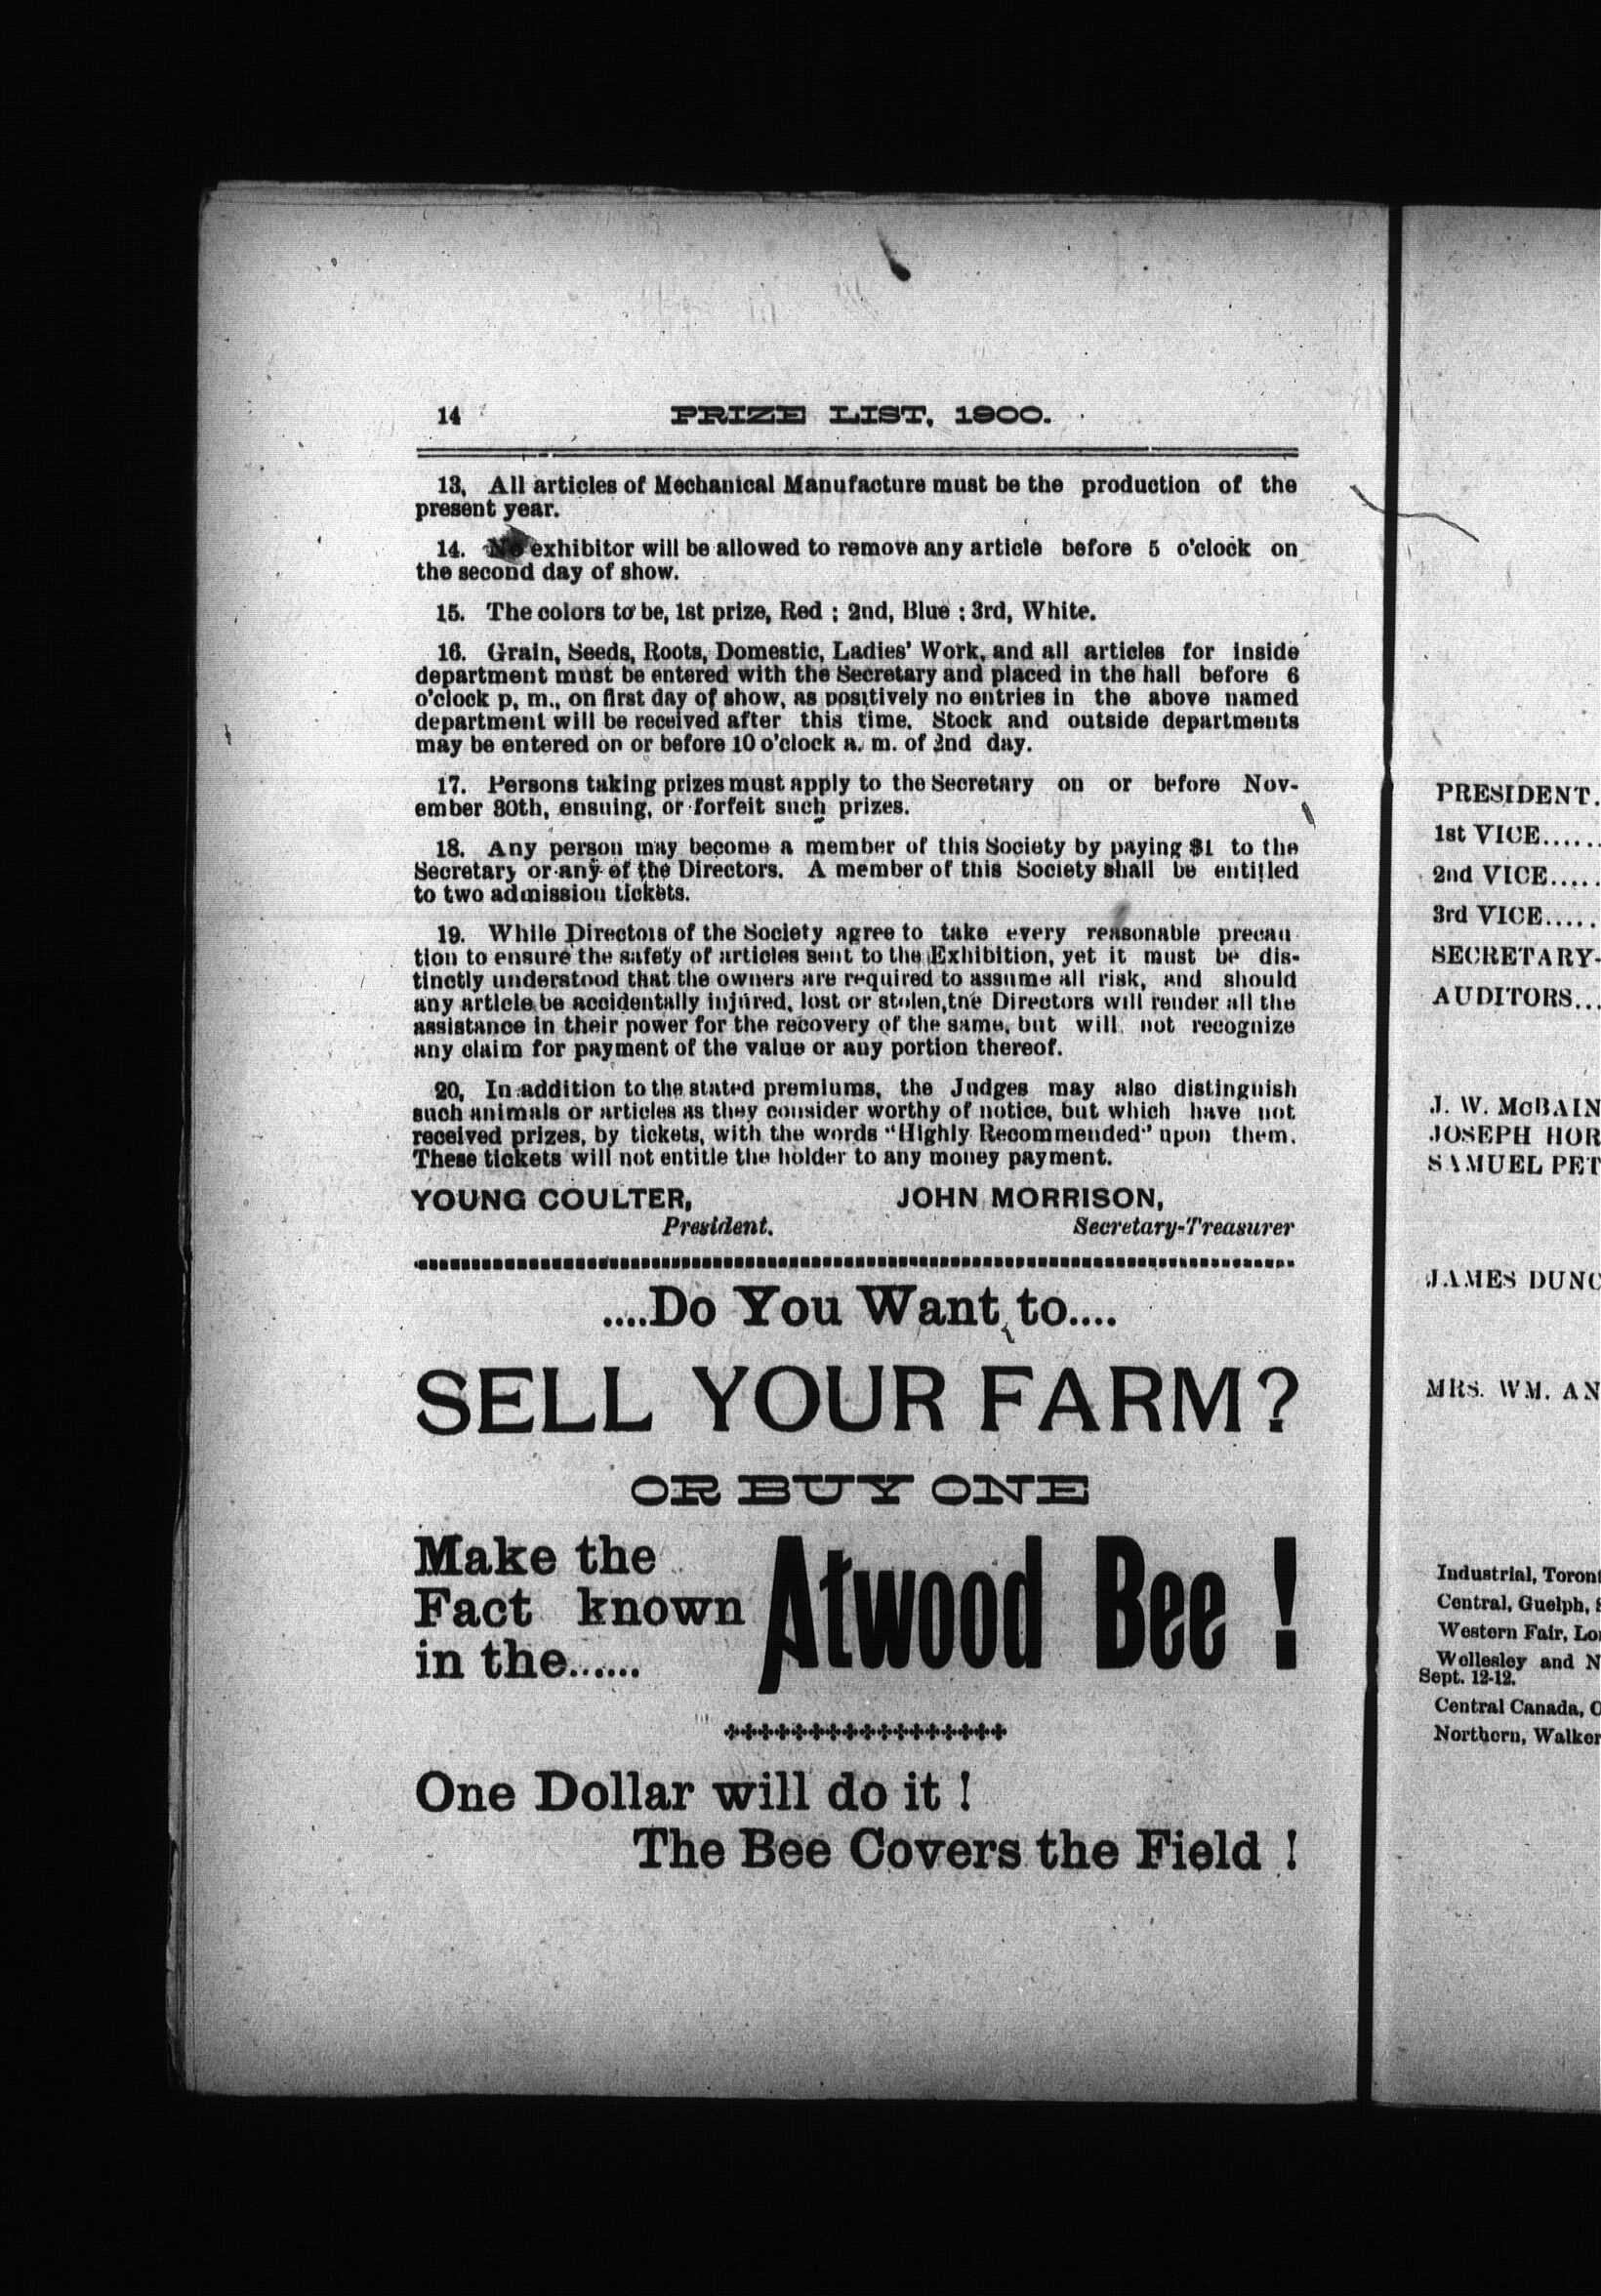 14 PRIZE LIST, 1900.
13, All articles of Mechanical Manufacture must be the production of the
present year.
14. No exhibitor will be allowed to remove any article before 5 o'clock on
the second day of show.
15. The colors to be, 1st prize, Red ; 2nd, Blue ; 3rd, White.
16. Grain, Seeds, Roots, Domestic, Ladies' Work, and all articles for inside
department must be entered with the Secretary and placed in the hall before 6
o'clock p, m., on first day of show, as positively no entries in the above named
department will be received after this time. Stock and outside departments
may be entered on or before 10 o'clock a. m. of 2nd day.
17. Persons taking prizes must apply to the Secretary on or before Nov-
ember 30th, ensuing, or forfeit such prizes.
18. Any person may become a member of this Society by paying $1 to the
Secretary or any of the Directors. A member of this Society shall be entitled
to two admission tickets.
19. While Directors of the Society agree to take every reasonable precau
tion to ensure the safety of articles sent to the Exhibition, yet it must be dis-
tinctly understood that the owners are required to assume all risk, and should
any article be accidentally injured, lost or stolen,tne Directors will render all the
assistance in their power for the recovery of the same, but will not recognize
any claim for payment of the value or any portion thereof.
20, In addition to the stated premiums, the Judges may also distinguish
such animals or articles as they consider worthy of notice, but which have not
received prizes, by tickets, with the words "Highly Recommended" upon them.
These tickets will not entitle the holder to any money payment.
YOUNG COULTER, JOHN MORRISON,
President. Secretary-Treasurer
....Do You Want to....
SELL YOUR FARM?
OR BUY ONE
Make the
Fact known
in the......
Atwood Bee !
One Dollar will do it !
The Bee Covers the Field !
PRESIDENT.
1st VICE......
2nd VICE.....
3rd VICE.....
SECRETARY-
AUDITORS...
J. W. McBAIN
JOSEPH HOR
SAMUEL PET
JAMES DUNC
MRS. WM. AN
Industrial, Toront
Central, Guelph,
Western Fair, Lo
Wellesley and N
Sept. 12-12.
Central Canada, O
Northern, Walker